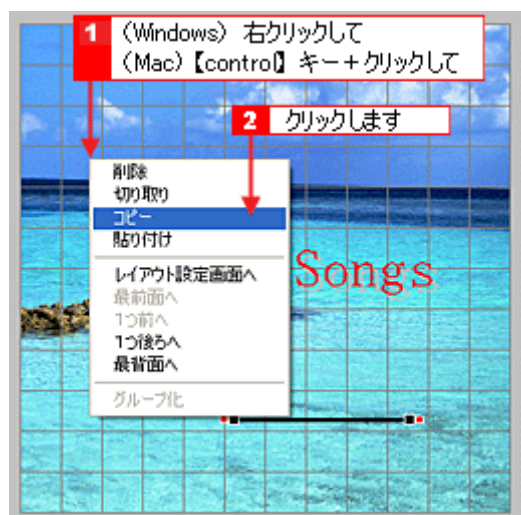 1 (Windows) 右クリックして
(Mac)【control】キー+クリックして
2 クリックします
削除
切り取り
コピー
貼り付け
レイアウト設定画面へ
Songs
最前面へ
1つ前へ
1つ後ろへ
最背面へ
グループ化